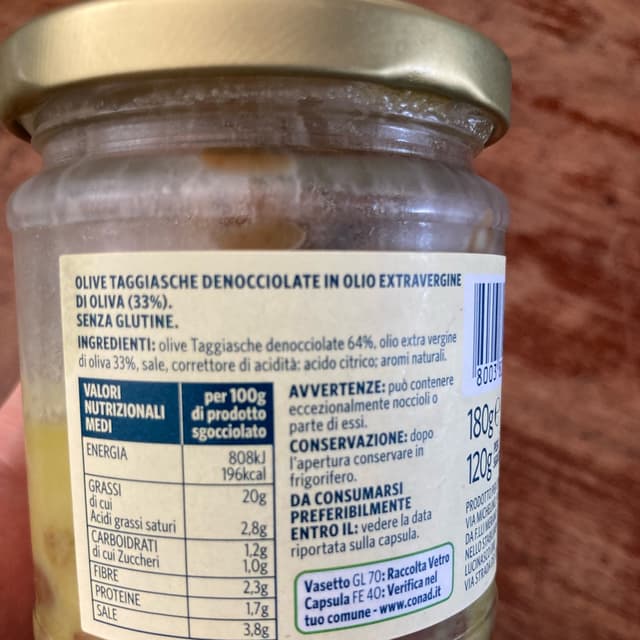 OLIVE TAGGIASCHE DENOCCIOLATE IN OLIO EXTRAVERGINE
DI OLIVA (33%).
SENZA GLUTINE.
INGREDIENTI: olive Taggiasche denocciolate 64%, olio extra vergine
di oliva 33%, sale, correttore di acidità: acido citrico; aromi naturali.
VALORI
NUTRIZIONALI
MEDI
per 100g
di prodotto
sgocciolato
ENERGIA
808kJ
196kcal
GRASSI
20g
di cui
Acidi grassi saturi
2,8g
CARBOIDRATI
1,2g
di cui Zuccheri
1,0g
FIBRE
2,3g
PROTEINE
1,7g
SALE
3,8g
AVVERTENZE: può contenere
eccezionalmente noccioli o
parte di essi.
CONSERVAZIONE: dopo
l'apertura conservare in
frigorifero.
DA CONSUMARSI
PREFERIBILMENTE
ENTRO IL: vedere la data
riportata sulla capsula.
Vasetto GL 70: Raccolta Vetro
Capsula FE 40: Verifica nel
tuo comune - www.conad.it
8003
180g e
120g
VIA
NELLO
VIA